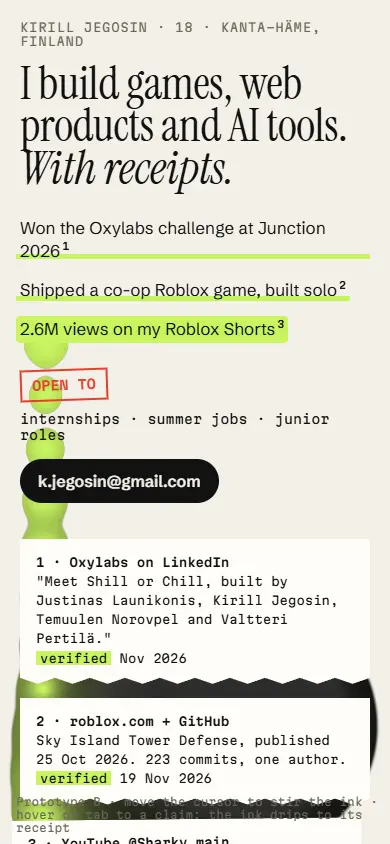 KIRILL JEGOSIN · 18 · KANTA-HÄME,
FINLAND
I build games, web
products and AI tools.
With receipts.
Won the Oxylabs challenge at Junction
2026¹
Shipped a co-op Roblox game, built solo²
2.6M views on my Roblox Shorts³
OPEN TO
internships · summer jobs · junior
roles
k.jegosin@gmail.com
1 · Oxylabs on LinkedIn
"Meet Shill or Chill, built by
Justinas Launikonis, Kirill Jegosin,
Temuulen Norovpel and Valtteri
Pertilä."
verified Nov 2026
2 · roblox.com + GitHub
Sky Island Tower Defense, published
25 Oct 2026. 223 commits, one author.
verified 19 Nov 2026
· move the cursor to stir the ink ·
hover or tab to a claim: the ink drips to its
receipt
3 · YouTube @Sharky_main